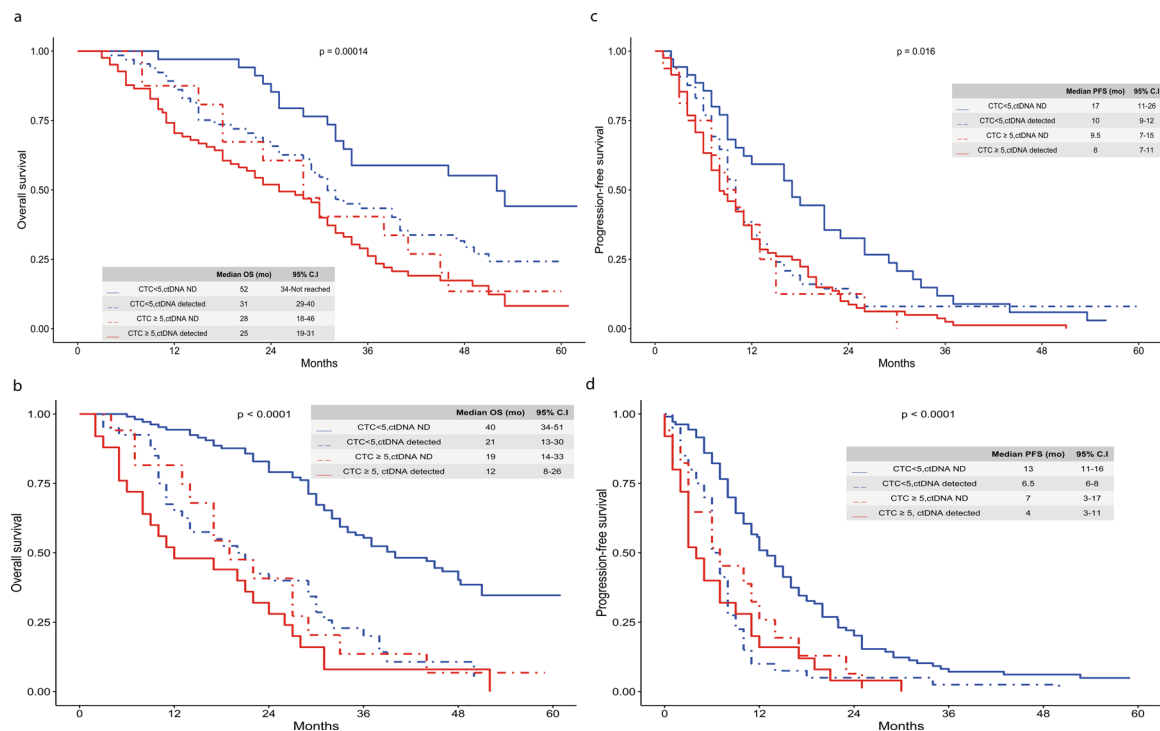 a
p = 0.00014
Overall survival
1.00
0.75
0.50
0.25
0.00
Median OS (mo) 95% C.I
CTC<5,ctDNA ND 52 34-Not reached
CTC<5,ctDNA detected 31 29-40
CTC ≥ 5,ctDNA ND 28 18-46
CTC ≥ 5,ctDNA detected 25 19-31
0 12 24 36 48 60
Months
c
p = 0.016
Progression-free survival
1.00
0.75
0.50
0.25
0.00
Median PFS (mo) 95% C.I
CTC<5,ctDNA ND 17 11-26
CTC<5,ctDNA detected 10 9-12
CTC ≥ 5,ctDNA ND 9.5 7-15
CTC ≥ 5,ctDNA detected 8 7-11
0 12 24 36 48 60
Months
b
p < 0.0001
Overall survival
1.00
0.75
0.50
0.25
0.00
Median OS (mo) 95% C.I
CTC<5,ctDNA ND 40 34-51
CTC<5,ctDNA detected 21 13-30
CTC ≥ 5,ctDNA ND 19 14-33
CTC ≥ 5, ctDNA detected 12 8-26
0 12 24 36 48 60
Months
d
p < 0.0001
Progression-free survival
1.00
0.75
0.50
0.25
0.00
Median PFS (mo) 95% C.I
CTC<5,ctDNA ND 13 11-16
CTC<5,ctDNA detected 6.5 6-8
CTC ≥ 5,ctDNA ND 7 3-17
CTC ≥ 5, ctDNA detected 4 3-11
0 12 24 36 48 60
Months